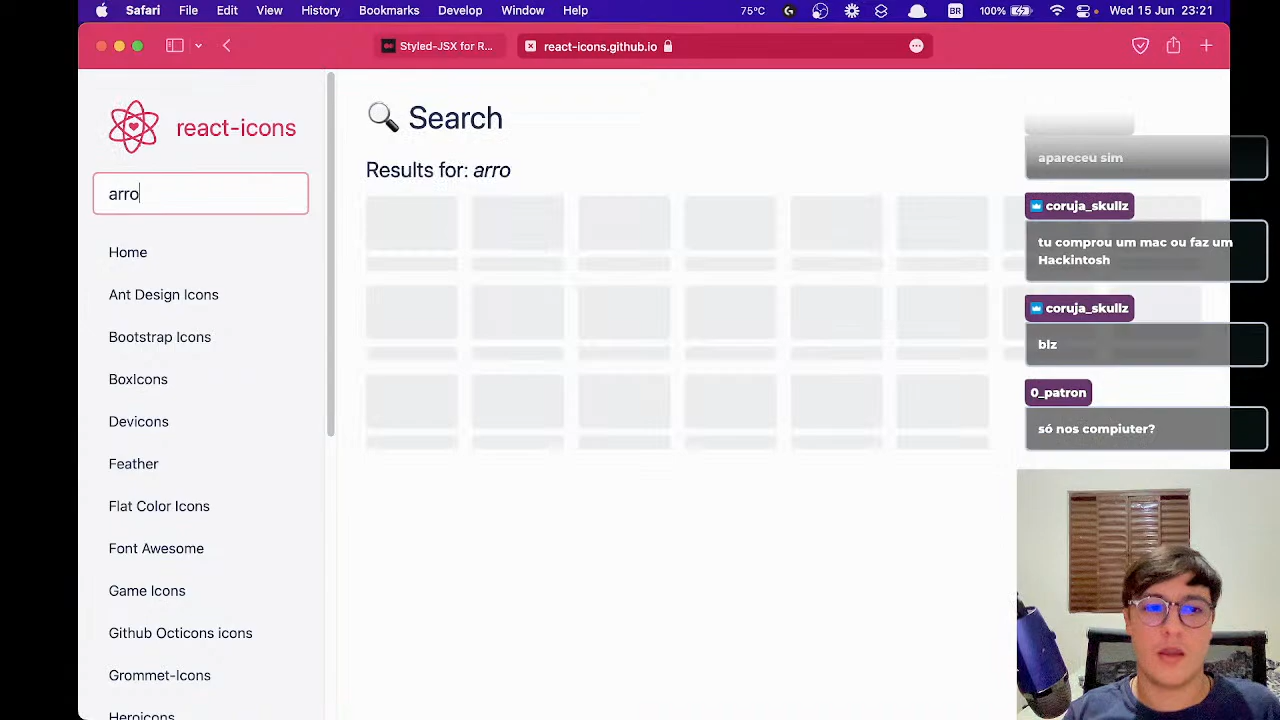 Safari File Edit View History Bookmarks Develop Window Help 75°C BR 100% Wed 15 Jun 23:21
Styled-JSX for R... react-icons.github.io
react-icons
arro
Home
Ant Design Icons
Bootstrap Icons
BoxIcons
Devicons
Feather
Flat Color Icons
Font Awesome
Game Icons
Github Octicons icons
Grommet-Icons
Heroicons
Search
Results for: arro
apareceu sim
coruja_skullz
tu comprou um mac ou faz um
Hackintosh
coruja_skullz
blz
0_patron
só nos compiuter?